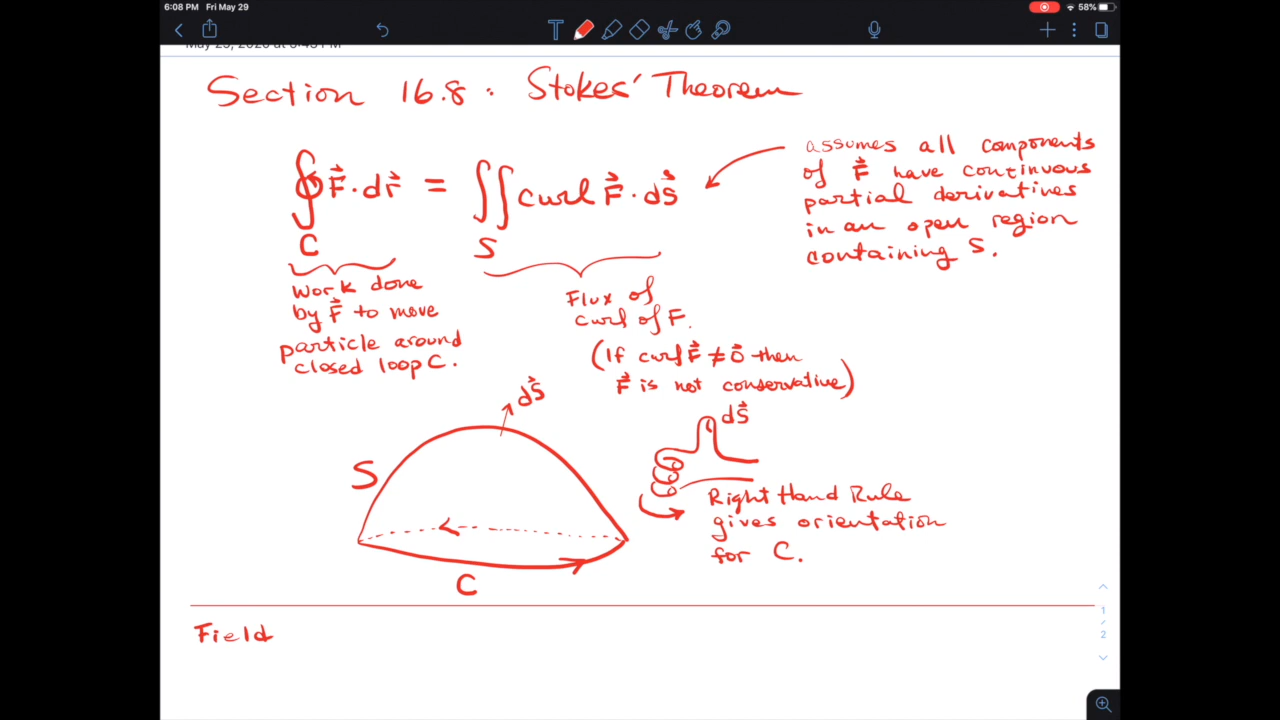 6:08 PM Fri May 29
58%
Section 16.8: Stokes' Theorem
∮ F⃗·dr⃗ = ∬ curl F⃗·dS⃗
C
S
assumes all components
of F⃗ have continuous
partial derivatives
in an open region
containing S.
Work done
by F⃗ to move
particle around
closed loop C.
Flux of
curl of F.
(If curl F⃗ ≠ 0⃗ then
F⃗ is not conservative)
dS⃗
S
C
dS⃗
Right Hand Rule
gives orientation
for C.
Field
1
/
2